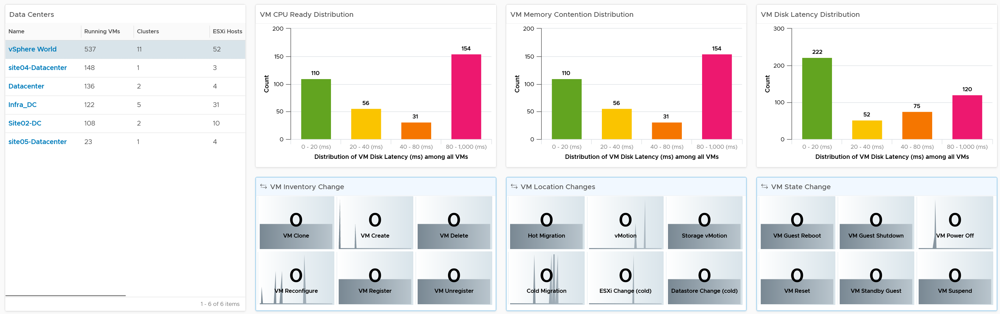 Data Centers
Name Running VMs Clusters ESXi Hosts
vSphere World 537 11 52
site04-Datacenter 148 1 3
Datacenter 136 2 4
Infra_DC 122 5 31
Site02-DC 108 2 10
site05-Datacenter 23 1 4
1 - 6 of 6 items
VM CPU Ready Distribution
Count
200
150
100
50
0
110
56
31
154
0 - 20 (ms) 20 - 40 (ms) 40 - 80 (ms) 80 - 1,000 (ms)
Distribution of VM Disk Latency (ms) among all VMs
VM Memory Contention Distribution
Count
200
150
100
50
0
110
56
31
154
0 - 20 (ms) 20 - 40 (ms) 40 - 80 (ms) 80 - 1,000 (ms)
Distribution of VM Disk Latency (ms) among all VMs
VM Disk Latency Distribution
Count
300
200
100
0
222
52
75
120
0 - 20 (ms) 20 - 40 (ms) 40 - 80 (ms) 80 - 1,000 (ms)
Distribution of VM Disk Latency (ms) among all VMs
VM Inventory Change
0 0 0
VM Clone VM Create VM Delete
0 0 0
VM Reconfigure VM Register VM Unregister
VM Location Changes
0 0 0
Hot Migration vMotion Storage vMotion
0 0 0
Cold Migration ESXi Change (cold) Datastore Change (cold)
VM State Change
0 0 0
VM Guest Reboot VM Guest Shutdown VM Power Off
0 0 0
VM Reset VM Standby Guest VM Suspend